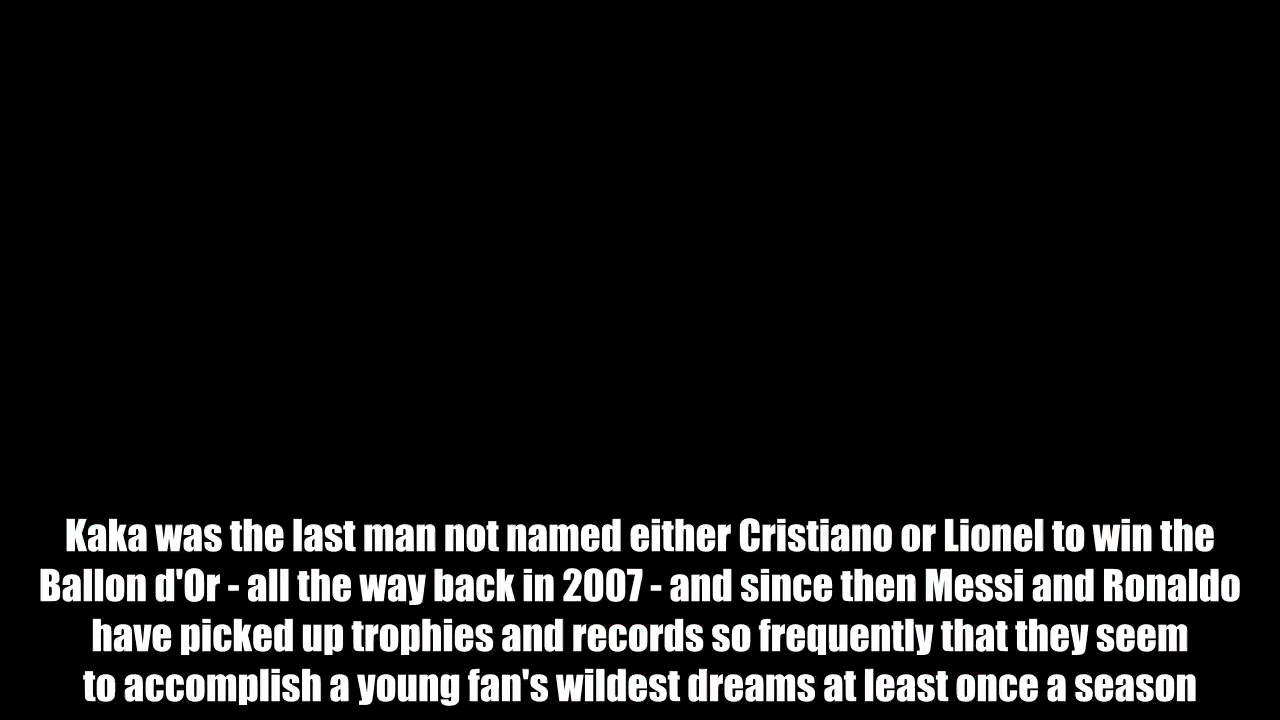 Kaka was the last man not named either Cristiano or Lionel to win the
Ballon d'Or - all the way back in 2007 - and since then Messi and Ronaldo
have picked up trophies and records so frequently that they seem
to accomplish a young fan's wildest dreams at least once a season